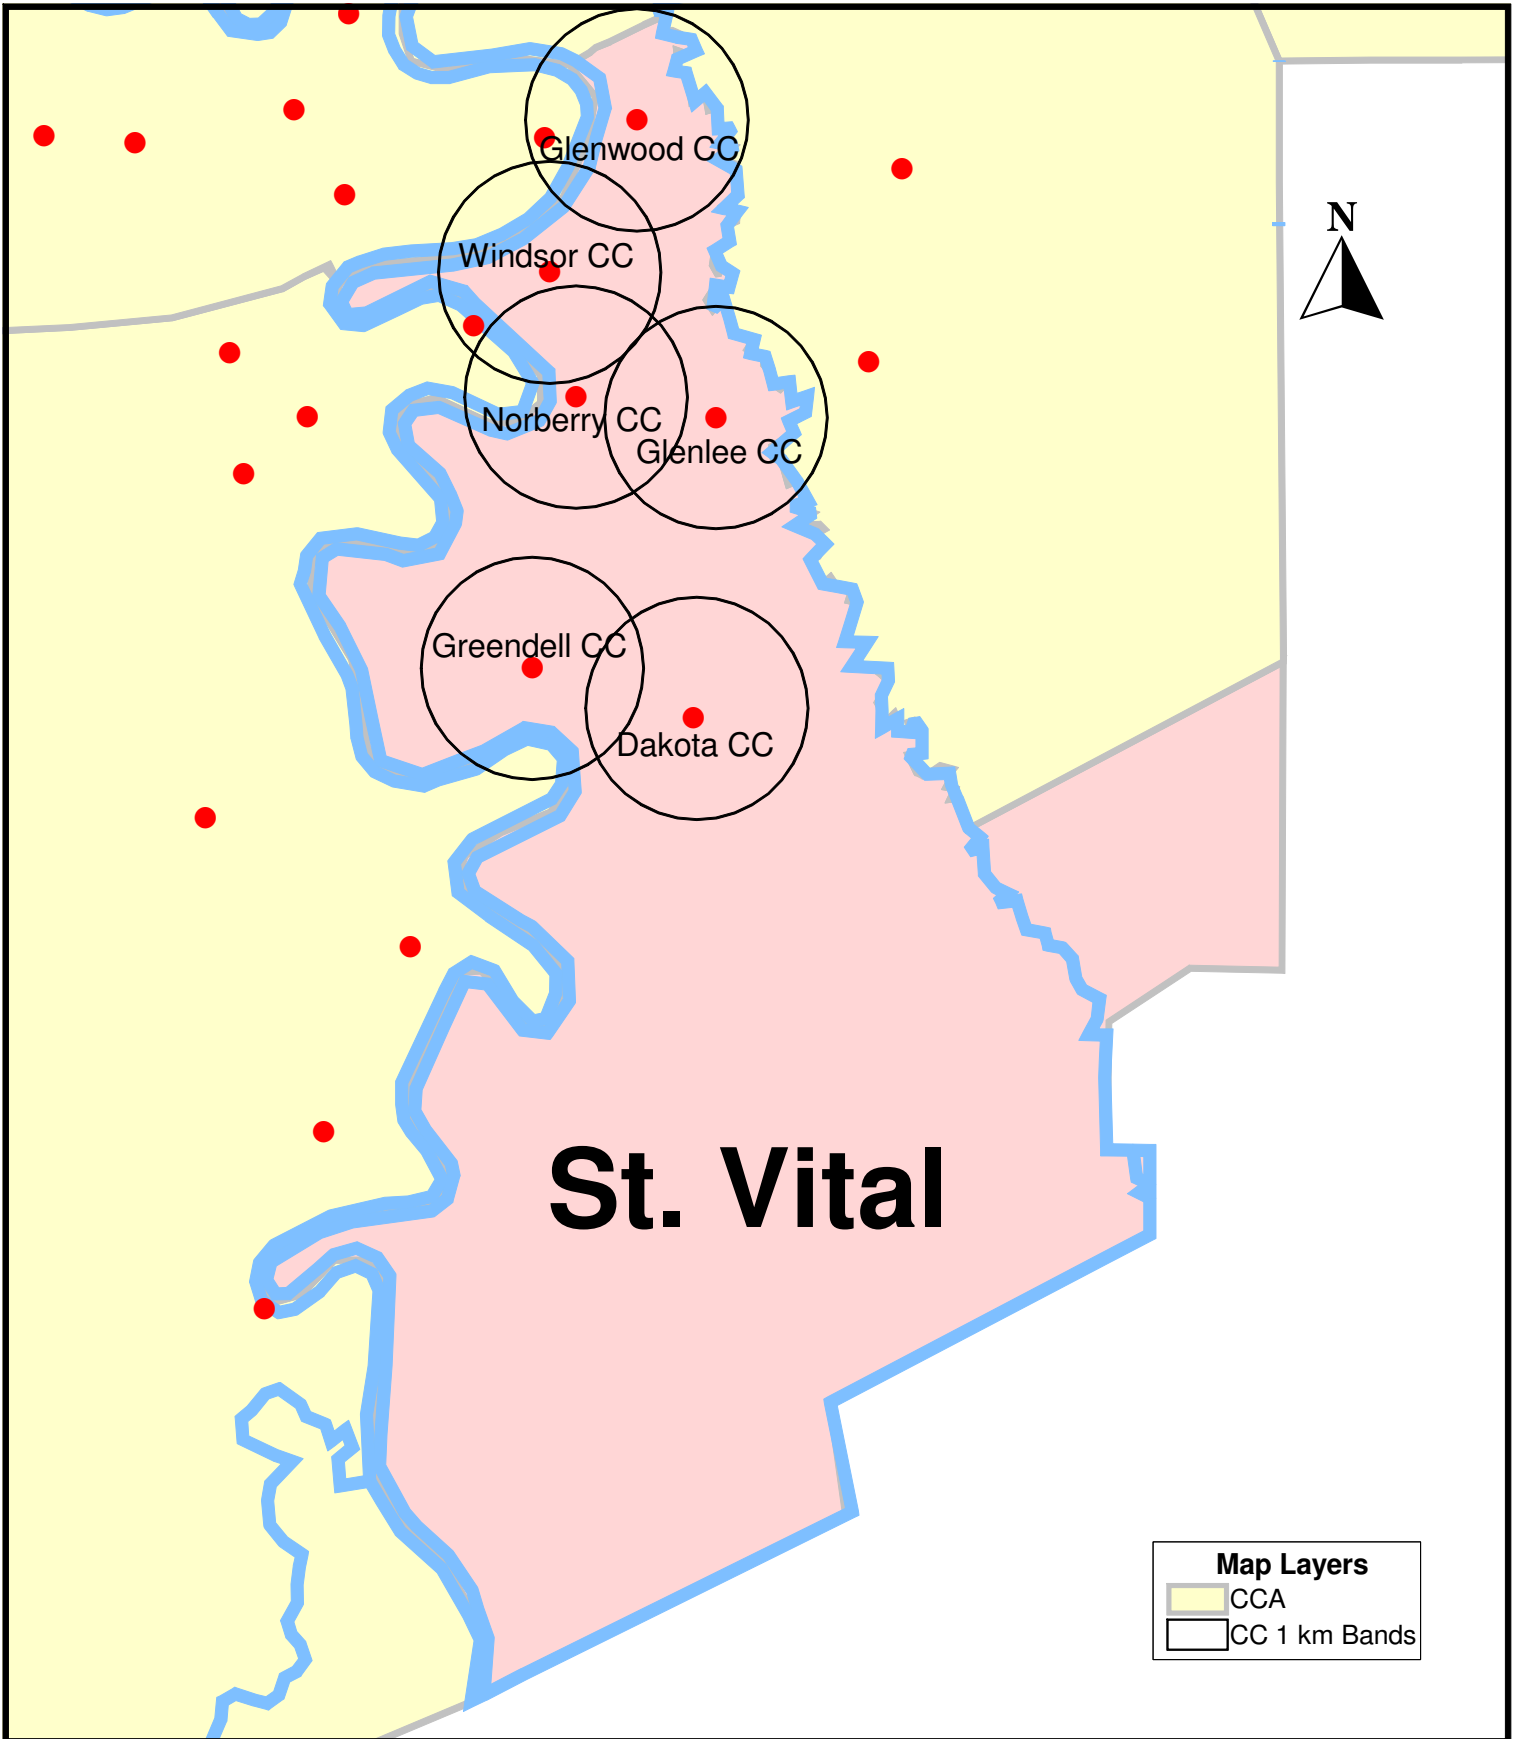 Glenwood CC
N
Windsor CC
Norberry CC
Glenlee CC
Greendell CC
Dakota CC
St. Vital
Map Layers
CCA
CC 1 km Bands